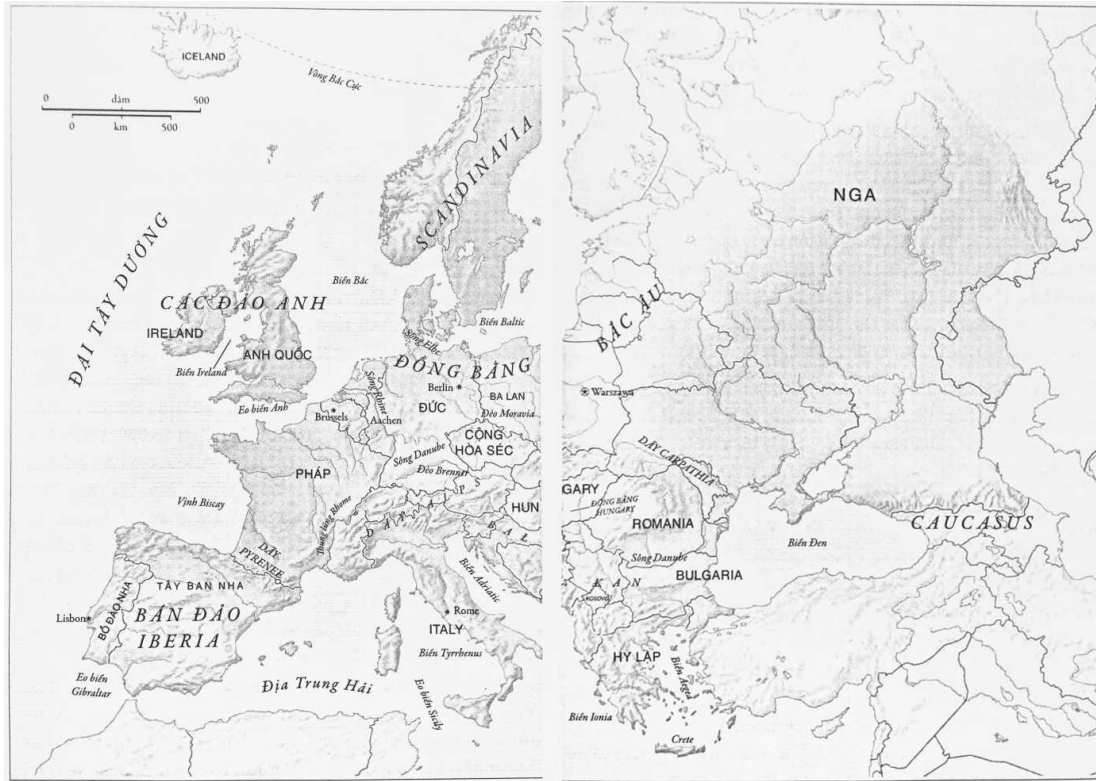 ICELAND
Vòng Bắc Cực
0 dặm 500
0 km 500
SCANDINAVIA
ĐẠI TÂY DƯƠNG
Biển Bắc
CÁC ĐẢO ANH
Biển Baltic
IRELAND
Sông Elbe
ANH QUỐC
Biển Ireland
ĐỒNG BẰNG
Sông Rhine
Berlin
BA LAN
Eo biển Anh
Brussels
ĐỨC
Aachen
Đèo Moravia
CỘNG
HÒA SÉC
Sông Danube
PHÁP
Đèo Brenner
Vịnh Biscay
Thung lũng Rhône
DÃY ALPS
HUN
BAL
DÃY
PYRENEE
Biển Adriatic
TÂY BAN NHA
BỒ ĐÀO NHA
BÁN ĐẢO
IBERIA
Lisbon
Rome
ITALY
Biển Tyrrhenus
Eo biển
Gibraltar
Địa Trung Hải
Eo biển Sicily
NGA
BẮC ÂU
Warszawa
DÃY CARPATHIA
GARY
ĐỒNG BẰNG
HUNGARY
ROMANIA
CAUCASUS
Biển Đen
Sông Danube
KAN
BULGARIA
KOSOVO
HY LẠP
Biển Aegea
Biển Ionia
Crete